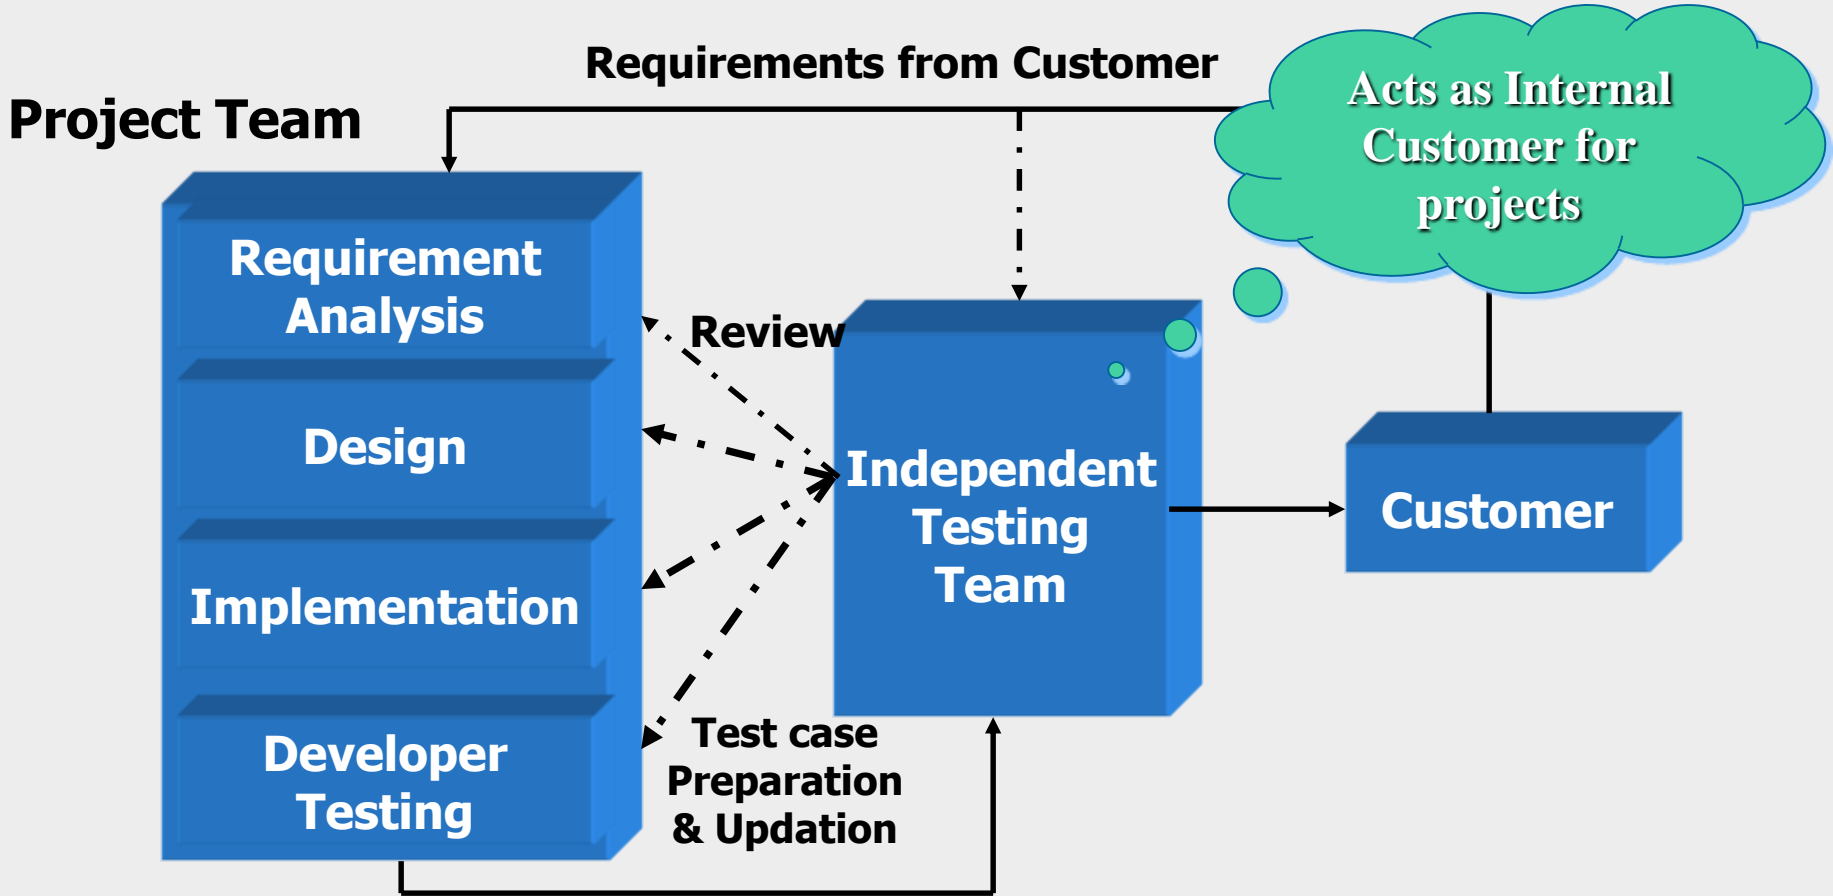 Requirements from Customer
Project Team
Acts as Internal
Customer for
projects
Requirement
Analysis
Review
Design
Independent
Testing
Team
Customer
Implementation
Developer
Testing
Test case
Preparation
& Updation